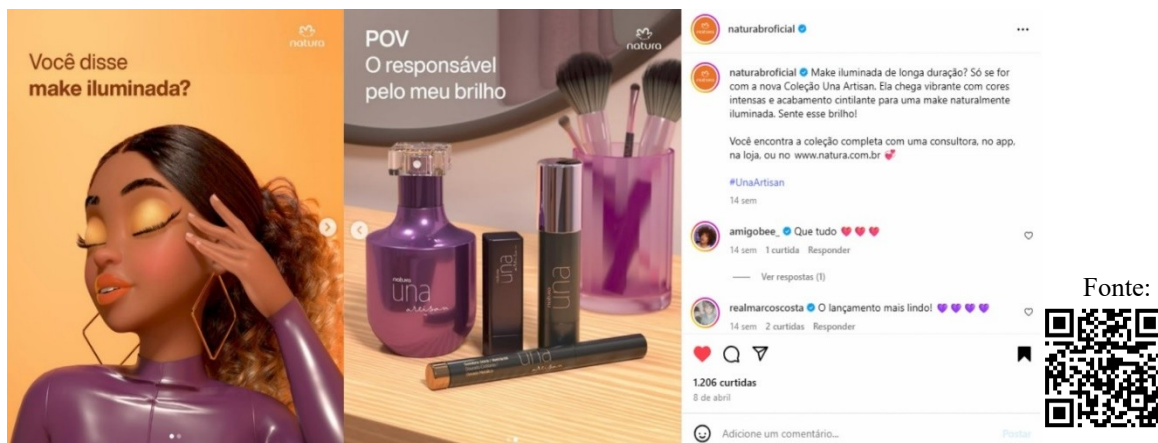 natura
Você disse
make iluminada?
natura
POV
O responsável
pelo meu brilho
natura
una
artisan
una
una
naturabroficial
naturabroficial Make iluminada de longa duração? Só se for
com a nova Coleção Una Artisan. Ela chega vibrante com cores
intensas e acabamento cintilante para uma make naturalmente
iluminada. Sente esse brilho!
Você encontra a coleção completa com uma consultora, no app,
na loja, ou no www.natura.com.br
#UnaArtisan
14 sem
amigobee_ Que tudo
14 sem 1 curtida Responder
Ver respostas (1)
realmarcoscosta O lançamento mais lindo!
14 sem 2 curtidas Responder
1.206 curtidas
8 de abril
Adicione um comentário...
Postar
Fonte: